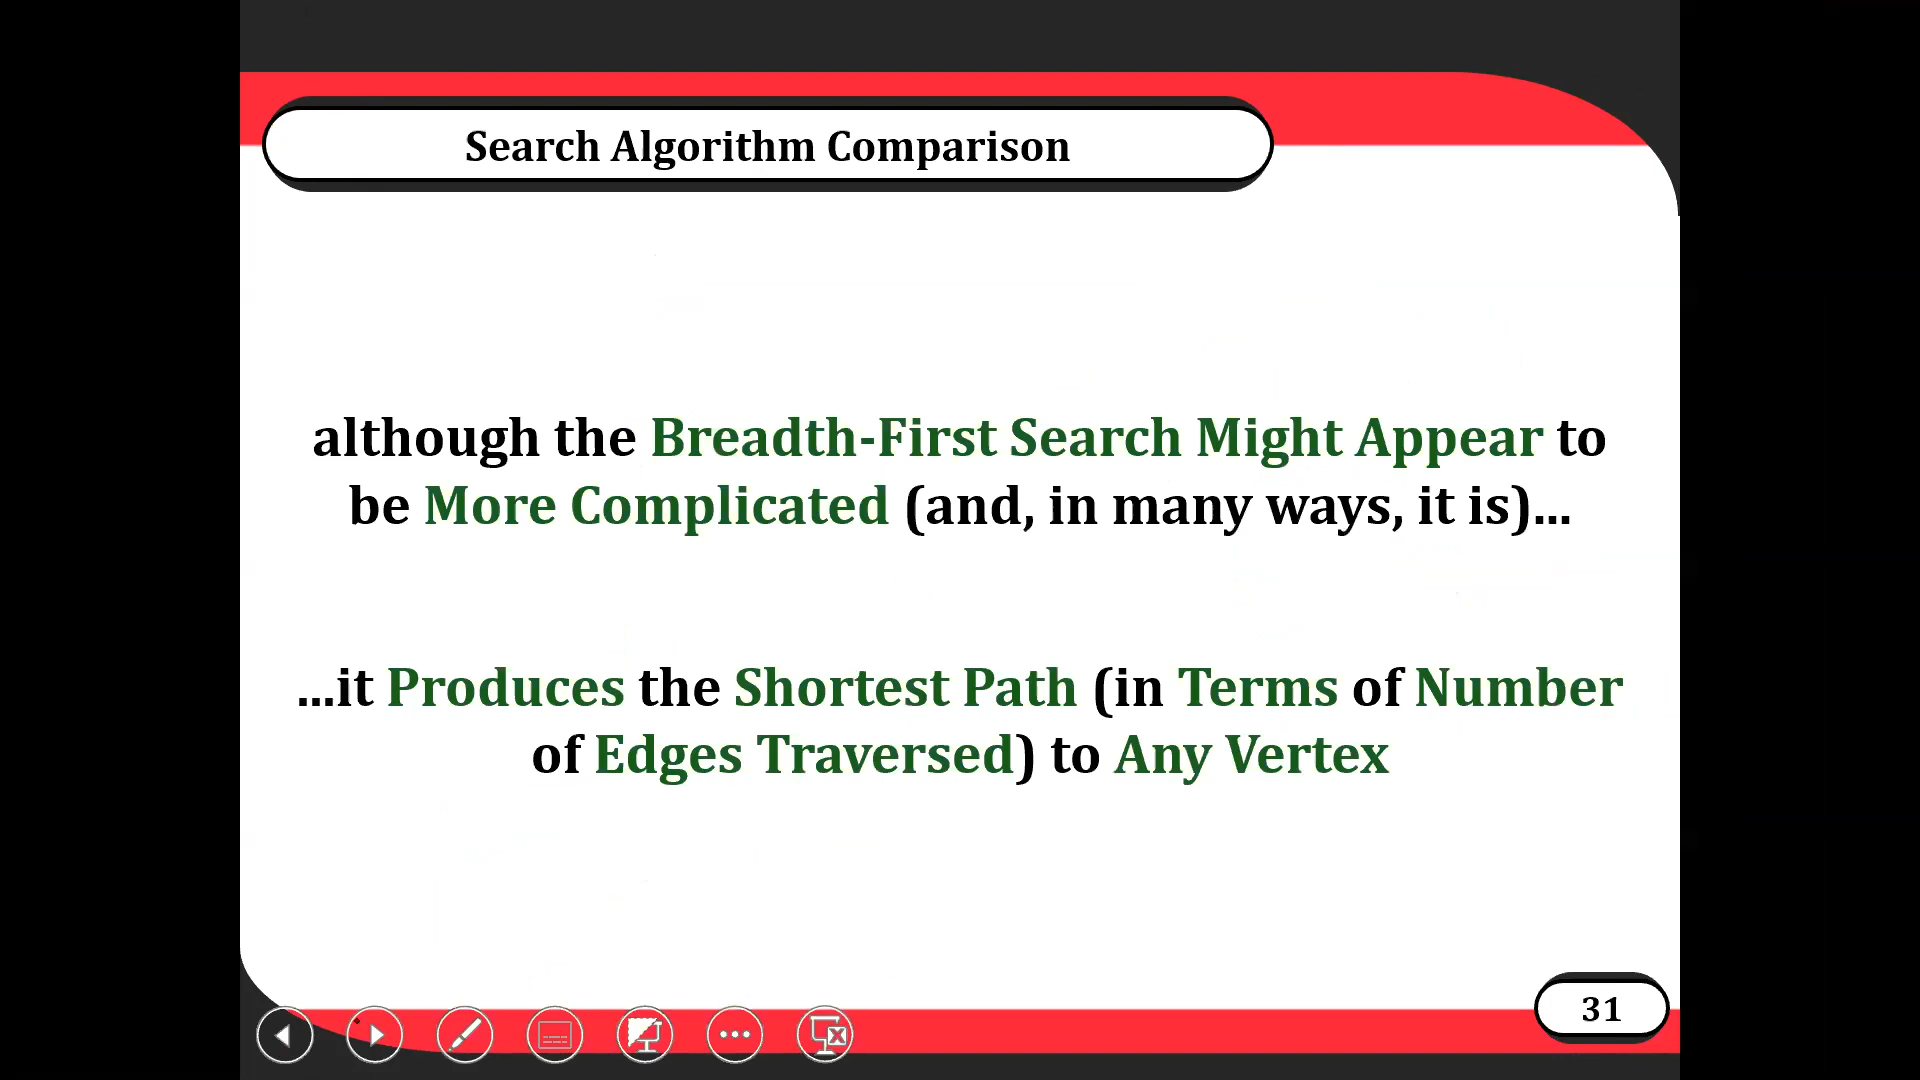 Search Algorithm Comparison
although the Breadth-First Search Might Appear to
be More Complicated (and, in many ways, it is)...
...it Produces the Shortest Path (in Terms of Number
of Edges Traversed) to Any Vertex
31